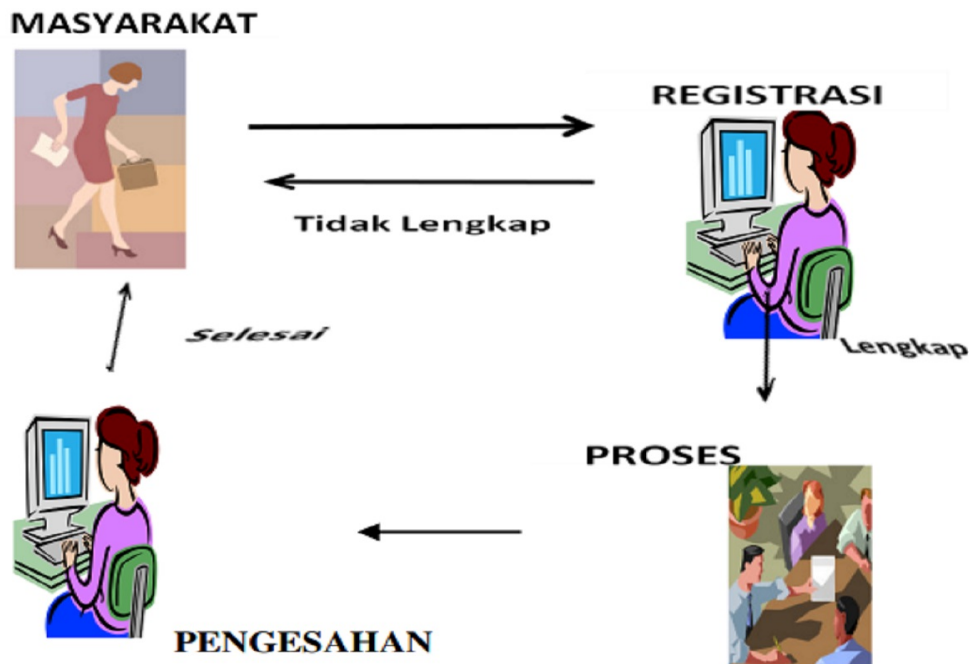 MASYARAKAT
REGISTRASI
Tidak Lengkap
Selesai
Lengkap
PROSES
PENGESAHAN